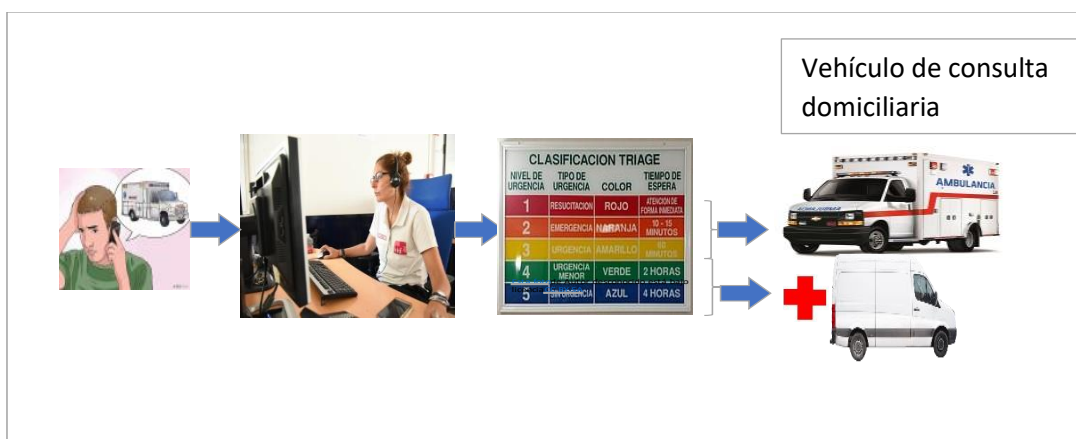 Vehículo de consulta
domiciliaria
CLASIFICACION TRIAGE
NIVEL DE URGENCIA TIPO DE URGENCIA COLOR TIEMPO DE ESPERA
1 RESUCITACION ROJO ATENCION DE FORMA INMEDIATA
2 EMERGENCIA NARANJA 10 - 15 MINUTOS
3 URGENCIA AMARILLO 60 MINUTOS
4 URGENCIA MENOR VERDE 2 HORAS
5 SIN URGENCIA AZUL 4 HORAS
AMBULANCIA